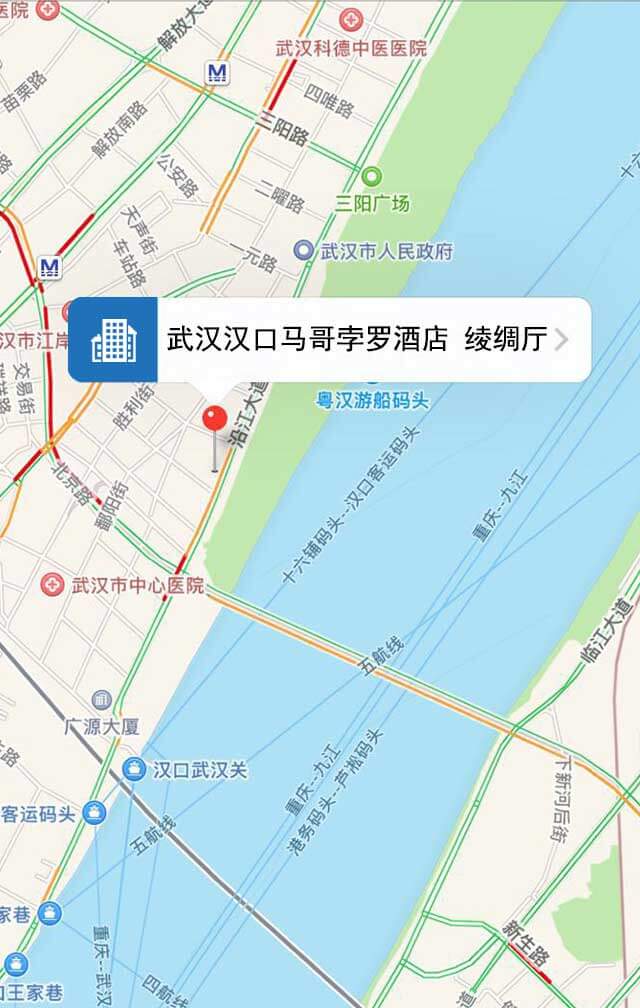 医院
解放大道
武汉科德中医医院
苗栗路
四唯路
解放南路
三阳路
公安路
二曜路
三阳广场
天声街
车站路
一元路
武汉市人民政府
武汉汉口马哥孛罗酒店 绫绸厅
汉市江岸
交易街
胜利街
沿江大道
粤汉游船码头
北京路
鄱阳街
十六铺码头--汉口客运码头
重庆--九江
武汉市中心医院
临江大道
五航线
广源大厦
汉口武汉关
重庆--九江
港务码头--芦凇码头
下新河后街
客运码头
五航线
家巷
新生路
重庆--武汉
四航线
口王家巷